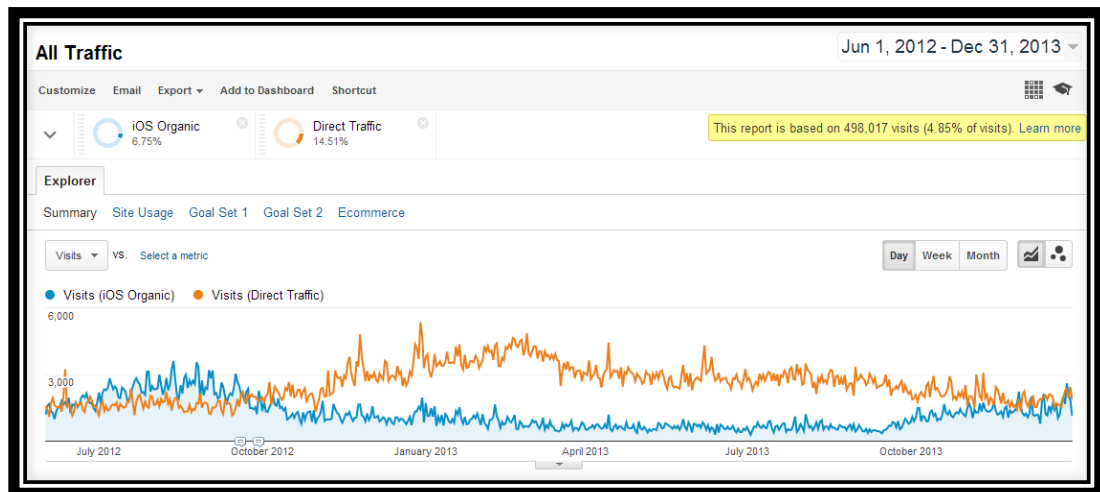 All Traffic
Jun 1, 2012 - Dec 31, 2013
Customize Email Export Add to Dashboard Shortcut
iOS Organic
6.75%
Direct Traffic
14.51%
This report is based on 498,017 visits (4.85% of visits). Learn more
Explorer
Summary Site Usage Goal Set 1 Goal Set 2 Ecommerce
Visits VS. Select a metric
Day Week Month
Visits (iOS Organic) Visits (Direct Traffic)
6,000
3,000
July 2012 October 2012 January 2013 April 2013 July 2013 October 2013